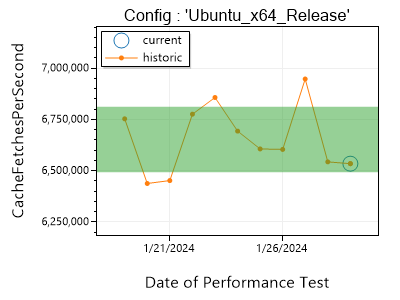 Config : 'Ubuntu_x64_Release'
current
historic
CacheFetchesPerSecond
7,000,000
6,750,000
6,500,000
6,250,000
1/21/2024
1/26/2024
Date of Performance Test